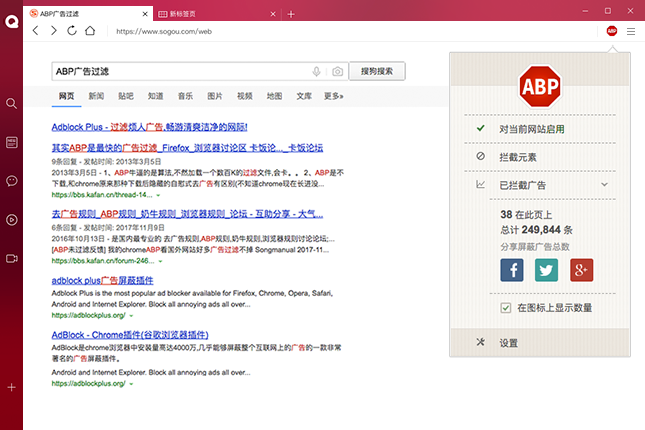 ABP广告过滤
新标签页
https://www.sogou.com/web
ABP
ABP广告过滤
搜狗搜索
网页 新闻 贴吧 知道 音乐 图片 视频 地图 文库 更多»
Adblock Plus - 过滤烦人广告,畅游清爽洁净的网际!
其实ABP是最快的广告过滤_Firefox_浏览器讨论区 卡饭论..._卡饭论坛
9条回复 - 发帖时间: 2013年3月5日
2013年3月5日 - 1、ABP牛逼的是算法,不然加载一个数百K的过滤文件,会卡。。2、ABP是不
下载,和chrome原来那种下载后隐藏的自慰式去广告有区别(不知道chrome现在长进没...
https://bbs.kafan.cn/thread-14...
去广告规则_ABP规则_奶牛规则_浏览器规则_论坛 - 互助分享 - 大气...
6条回复 - 发帖时间: 2017年11月9日
2016年10月13日 - 是国内最专业的 去广告规则,ABP规则,奶牛规则,浏览器规则讨论论坛;...
[ABP未过滤反馈] 我的chromeABP看国外网站好多广告过滤不掉 Songmanual 2017-11...
https://bbs.kafan.cn/forum-246...
adblock plus广告屏蔽插件
Adblock Plus is the most popular ad blocker available for Firefox, Chrome, Opera, Safari,
Android and Internet Explorer. Block all annoying ads all over...
https://adblockplus.org/
AdBlock - Chrome插件(谷歌浏览器插件)
AdBlock是chrome浏览器中安装量高达4000万,几乎能够屏蔽整个互联网上的广告的一款非常
著名的广告屏蔽插件。
Android and Internet Explorer. Block all annoying ads all over...
https://adblockplus.org/
ABP
对当前网站启用
拦截元素
已拦截广告
38 在此页上
总计 249,844 条
分享屏蔽广告总数
f
g+
在图标上显示数量
设置